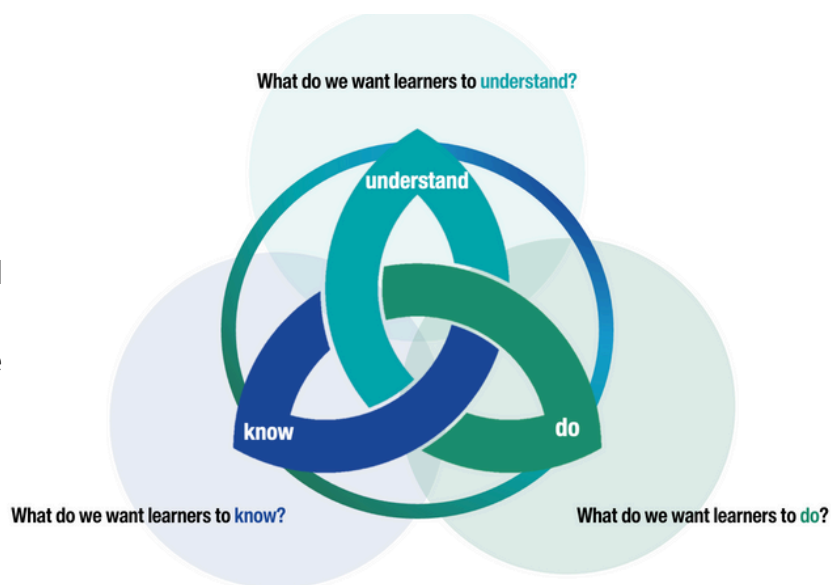 What do we want learners to understand?
understand
know
do
What do we want learners to know?
What do we want learners to do?